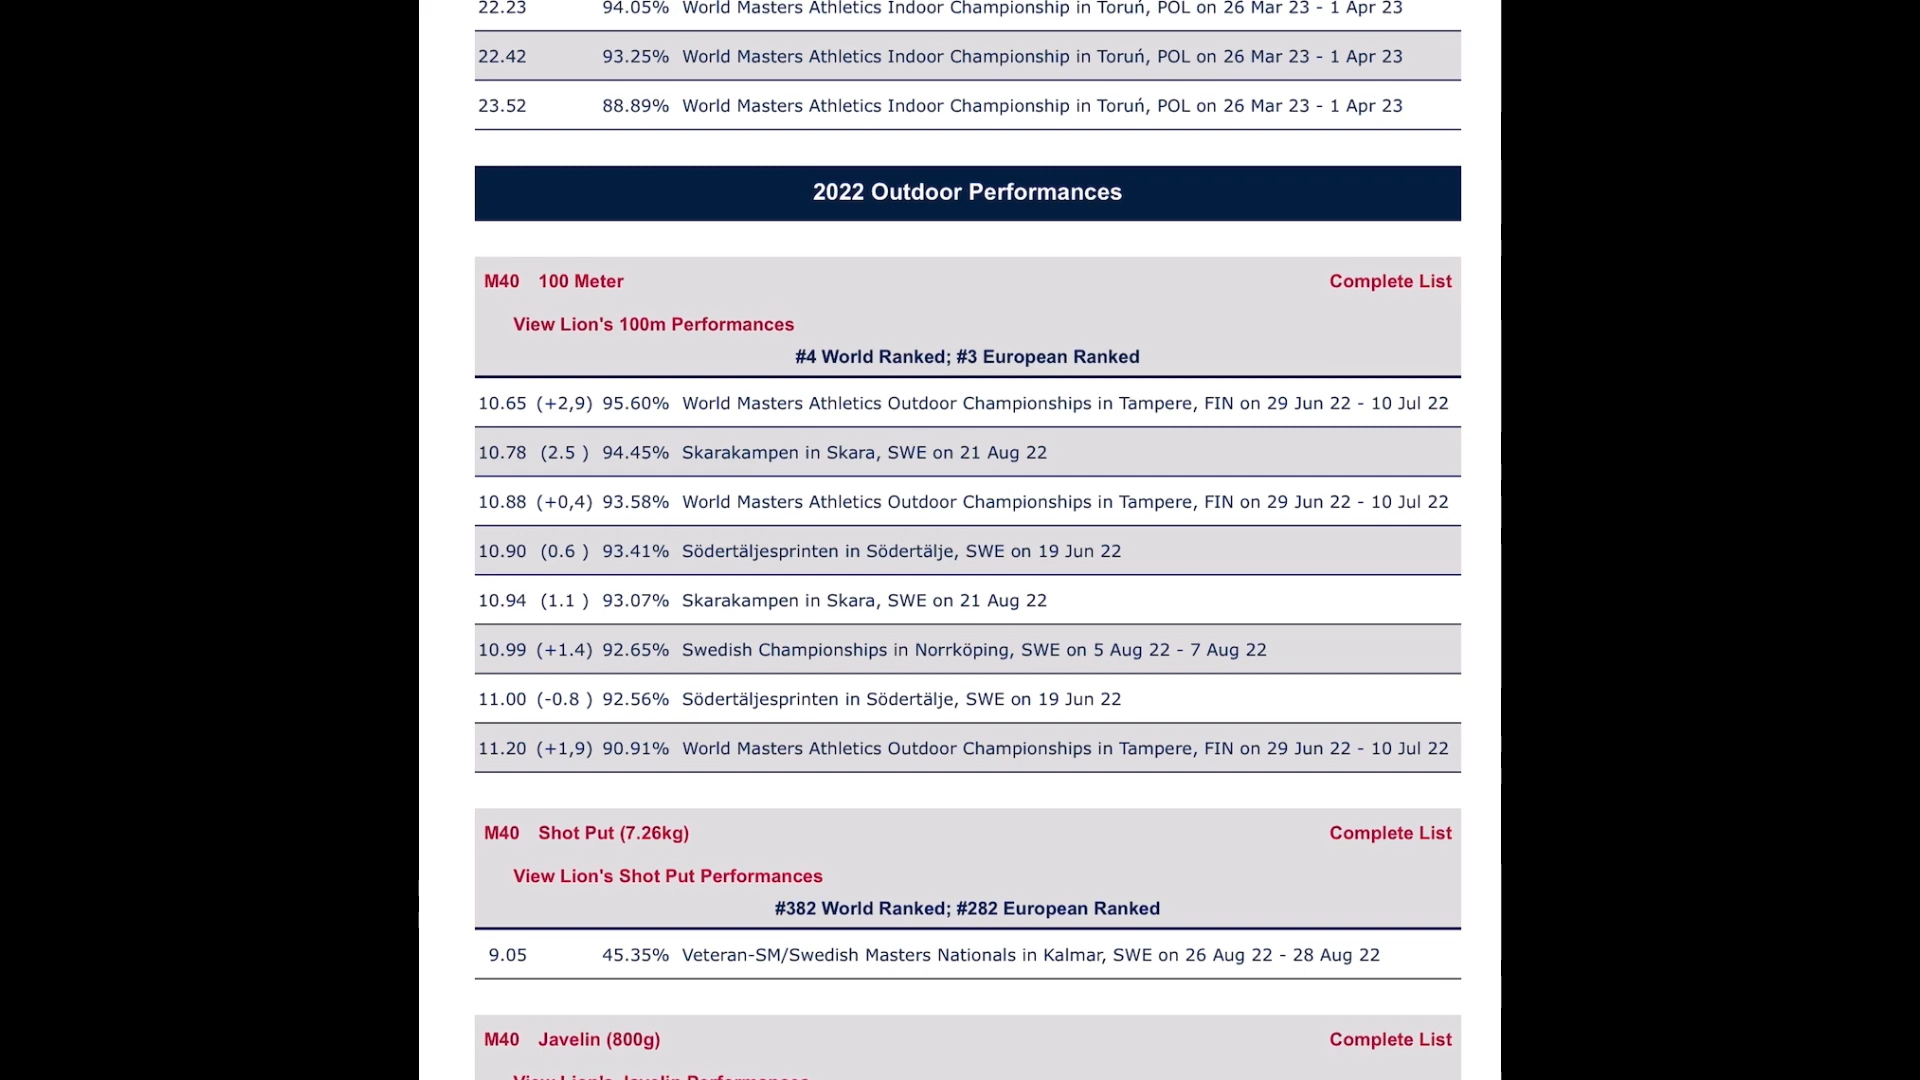 22.23 94.05% World Masters Athletics Indoor Championship in Toruń, POL on 26 Mar 23 - 1 Apr 23
22.42 93.25% World Masters Athletics Indoor Championship in Toruń, POL on 26 Mar 23 - 1 Apr 23
23.52 88.89% World Masters Athletics Indoor Championship in Toruń, POL on 26 Mar 23 - 1 Apr 23
2022 Outdoor Performances
M40 100 Meter Complete List
View Lion's 100m Performances
#4 World Ranked; #3 European Ranked
10.65 (+2,9) 95.60% World Masters Athletics Outdoor Championships in Tampere, FIN on 29 Jun 22 - 10 Jul 22
10.78 (2.5 ) 94.45% Skarakampen in Skara, SWE on 21 Aug 22
10.88 (+0,4) 93.58% World Masters Athletics Outdoor Championships in Tampere, FIN on 29 Jun 22 - 10 Jul 22
10.90 (0.6 ) 93.41% Södertäljesprinten in Södertälje, SWE on 19 Jun 22
10.94 (1.1 ) 93.07% Skarakampen in Skara, SWE on 21 Aug 22
10.99 (+1.4) 92.65% Swedish Championships in Norrköping, SWE on 5 Aug 22 - 7 Aug 22
11.00 (-0.8 ) 92.56% Södertäljesprinten in Södertälje, SWE on 19 Jun 22
11.20 (+1,9) 90.91% World Masters Athletics Outdoor Championships in Tampere, FIN on 29 Jun 22 - 10 Jul 22
M40 Shot Put (7.26kg) Complete List
View Lion's Shot Put Performances
#382 World Ranked; #282 European Ranked
9.05 45.35% Veteran-SM/Swedish Masters Nationals in Kalmar, SWE on 26 Aug 22 - 28 Aug 22
M40 Javelin (800g) Complete List
View Lion's Javelin Performances